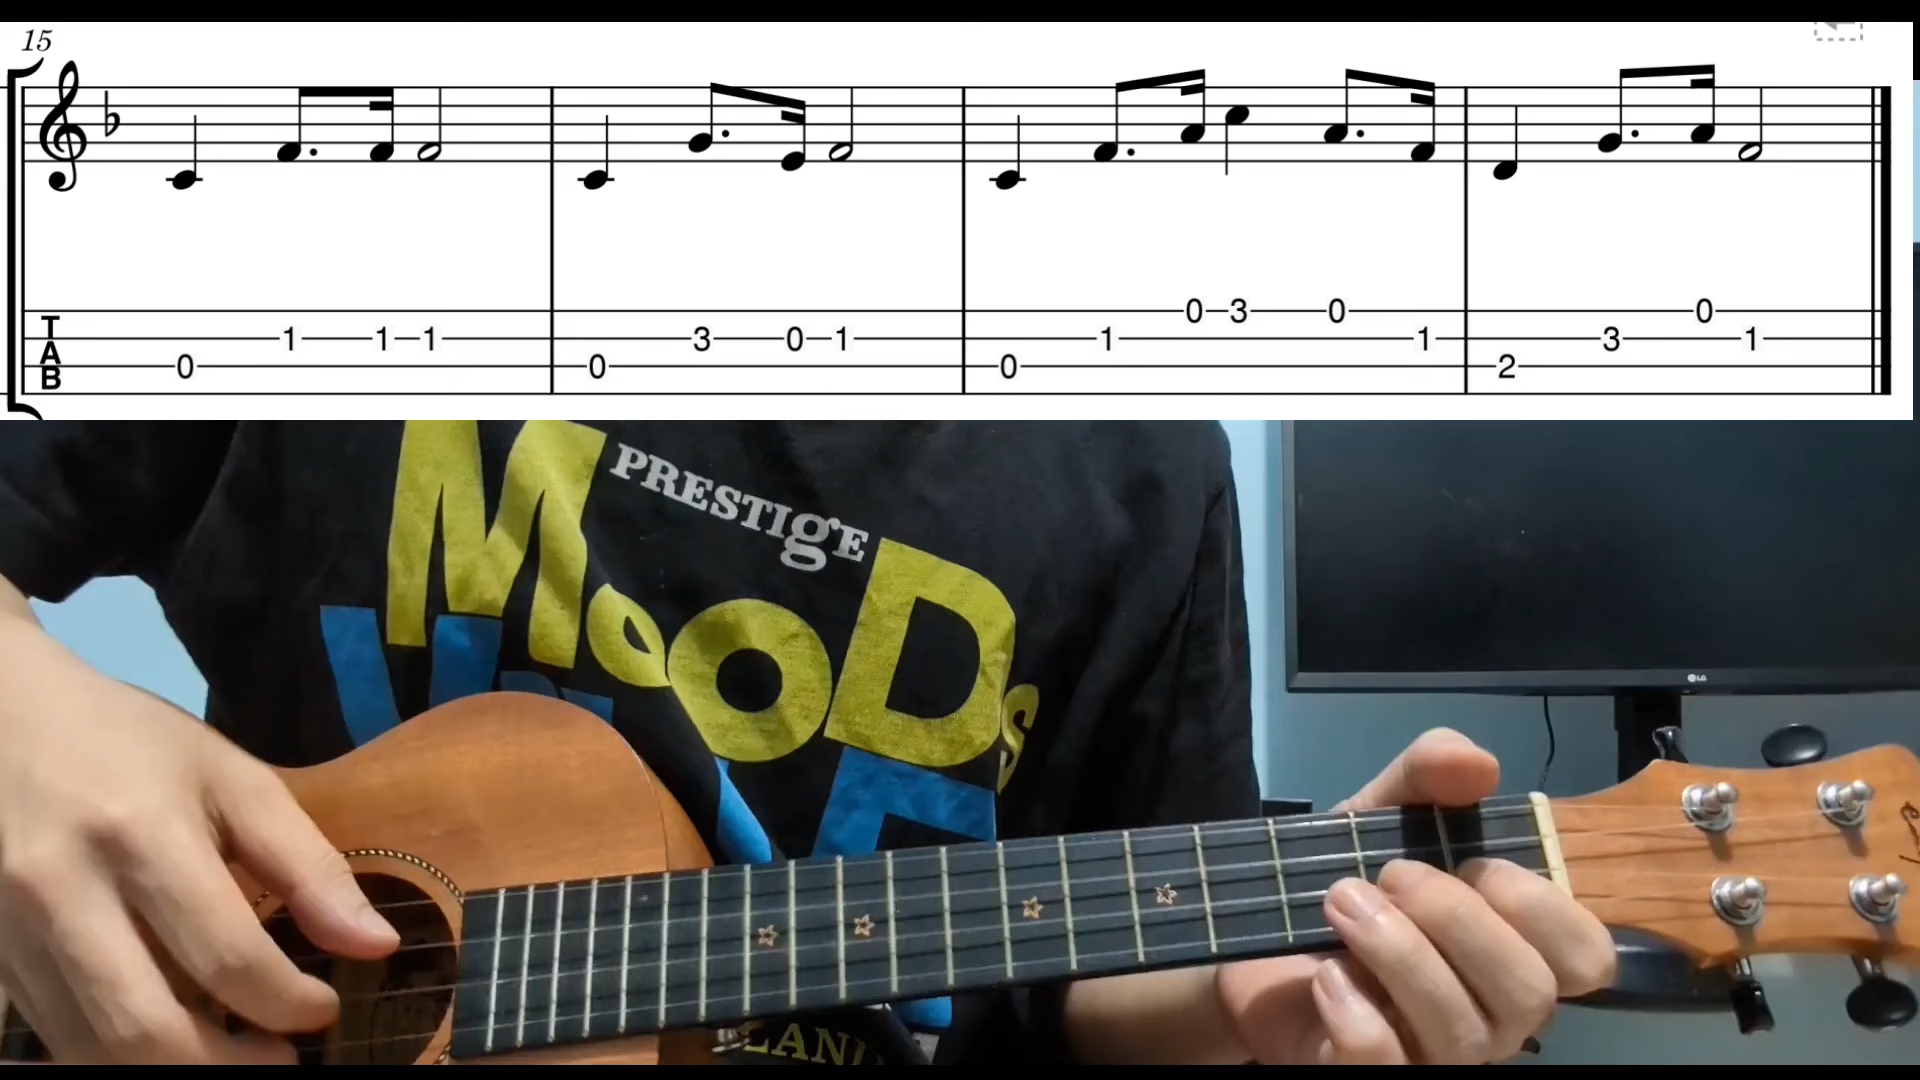 15
0 3 0 0
T 1 1 1 3 0 1 1 1 3 1
A 0 0 0 2
B
PRESTIgE
MooDs
LAND
LG